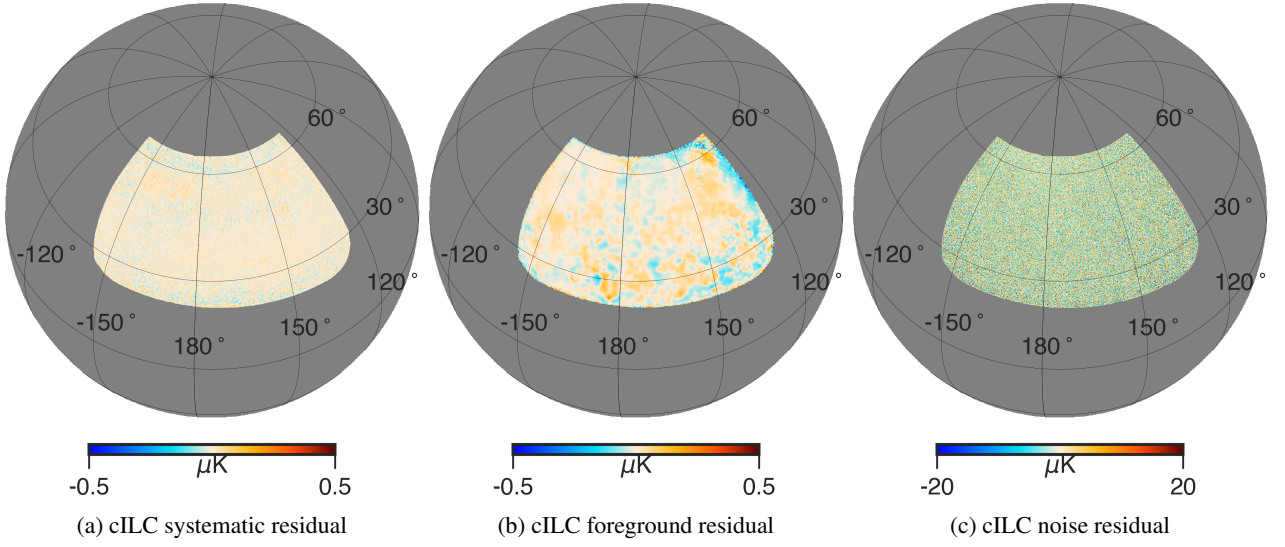 60° 60° 60°
30° 30° 30°
-120° 120° -120° 120° -120° 120°
-150° 150° -150° 150° -150° 150°
180° 180° 180°
μK μK μK
-0.5 0.5 -0.5 0.5 -20 20
(a) cILC systematic residual (b) cILC foreground residual (c) cILC noise residual